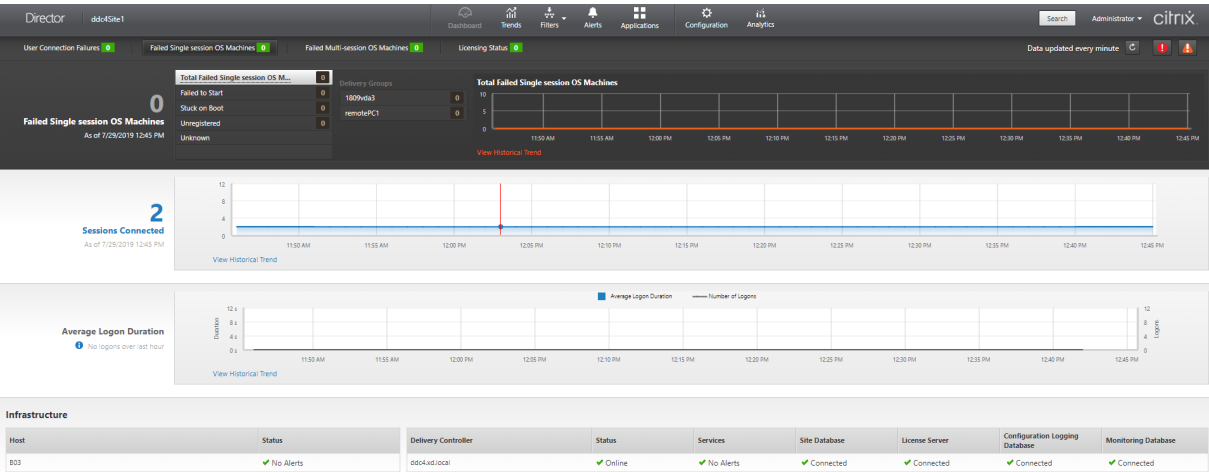 Director ddc4Site1 Dashboard Trends Filters Alerts Applications Configuration Analytics Search Administrator citrix
User Connection Failures 0 Failed Single session OS Machines 0 Failed Multi-session OS Machines 0 Licensing Status 0 Data updated every minute
0
Failed Single session OS Machines
As of 7/29/2019 12:45 PM
Total Failed Single session OS M... 0
Failed to Start 0
Stuck on Boot 0
Unregistered 0
Unknown
Delivery Groups
1809vda3 0
remotePC1 0
Total Failed Single session OS Machines
10
5
0
11:50 AM 11:55 AM 12:00 PM 12:05 PM 12:10 PM 12:15 PM 12:20 PM 12:25 PM 12:30 PM 12:35 PM 12:40 PM 12:45 PM
View Historical Trend
2
Sessions Connected
As of 7/29/2019 12:45 PM
12
8
4
0
11:50 AM 11:55 AM 12:00 PM 12:05 PM 12:10 PM 12:15 PM 12:20 PM 12:25 PM 12:30 PM 12:35 PM 12:40 PM 12:45 PM
View Historical Trend
Average Logon Duration
No logons over last hour
Average Logon Duration Number of Logons
Duration
12 s
8 s
4 s
0 s
12
8
4
0
Logons
11:50 AM 11:55 AM 12:00 PM 12:05 PM 12:10 PM 12:15 PM 12:20 PM 12:25 PM 12:30 PM 12:35 PM 12:40 PM 12:45 PM
View Historical Trend
Infrastructure
Host Status
B03 No Alerts
Delivery Controller Status Services Site Database License Server Configuration Logging Database Monitoring Database
ddc4.xd.local Online No Alerts Connected Connected Connected Connected